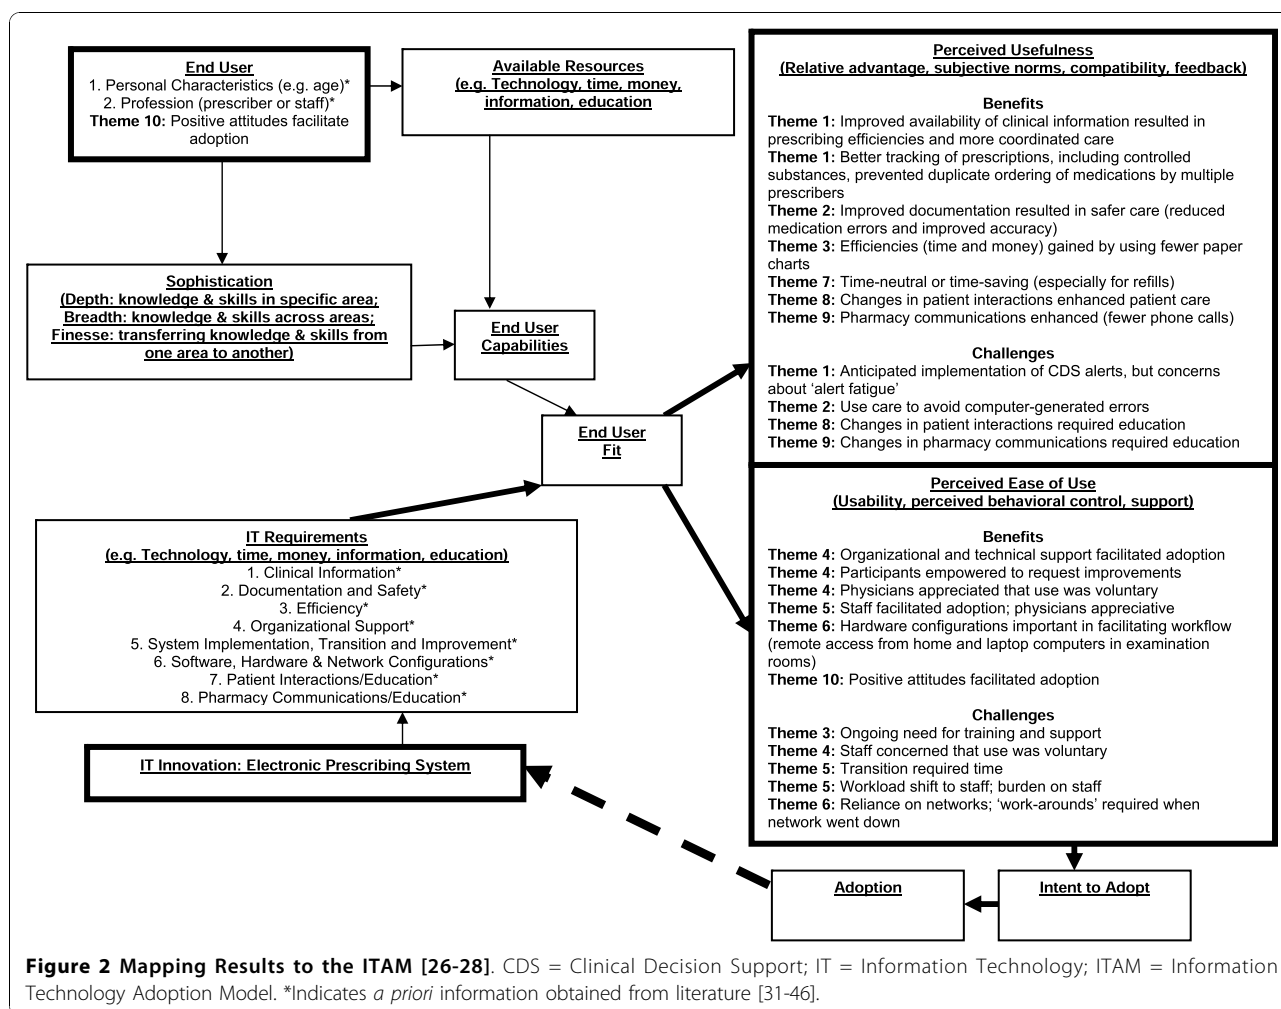 End User
1. Personal Characteristics (e.g. age)*
2. Profession (prescriber or staff)*
Theme 10: Positive attitudes facilitate
adoption
Available Resources
(e.g. Technology, time, money,
information, education
Sophistication
(Depth: knowledge & skills in specific area;
Breadth: knowledge & skills across areas;
Finesse: transferring knowledge & skills from
one area to another)
End User
Capabilities
End User
Fit
IT Requirements
(e.g. Technology, time, money, information, education)
1. Clinical Information*
2. Documentation and Safety*
3. Efficiency*
4. Organizational Support*
5. System Implementation, Transition and Improvement*
6. Software, Hardware & Network Configurations*
7. Patient Interactions/Education*
8. Pharmacy Communications/Education*
IT Innovation: Electronic Prescribing System
Perceived Usefulness
(Relative advantage, subjective norms, compatibility, feedback)
Benefits
Theme 1: Improved availability of clinical information resulted in
prescribing efficiencies and more coordinated care
Theme 1: Better tracking of prescriptions, including controlled
substances, prevented duplicate ordering of medications by multiple
prescribers
Theme 2: Improved documentation resulted in safer care (reduced
medication errors and improved accuracy)
Theme 3: Efficiencies (time and money) gained by using fewer paper
charts
Theme 7: Time-neutral or time-saving (especially for refills)
Theme 8: Changes in patient interactions enhanced patient care
Theme 9: Pharmacy communications enhanced (fewer phone calls)
Challenges
Theme 1: Anticipated implementation of CDS alerts, but concerns
about ‘alert fatigue’
Theme 2: Use care to avoid computer-generated errors
Theme 8: Changes in patient interactions required education
Theme 9: Changes in pharmacy communications required education
Perceived Ease of Use
(Usability, perceived behavioral control, support)
Benefits
Theme 4: Organizational and technical support facilitated adoption
Theme 4: Participants empowered to request improvements
Theme 4: Physicians appreciated that use was voluntary
Theme 5: Staff facilitated adoption; physicians appreciative
Theme 6: Hardware configurations important in facilitating workflow
(remote access from home and laptop computers in examination
rooms)
Theme 10: Positive attitudes facilitated adoption
Challenges
Theme 3: Ongoing need for training and support
Theme 4: Staff concerned that use was voluntary
Theme 5: Transition required time
Theme 5: Workload shift to staff; burden on staff
Theme 6: Reliance on networks; ‘work-arounds’ required when
network went down
Adoption
Intent to Adopt
Figure 2 Mapping Results to the ITAM [26-28]. CDS = Clinical Decision Support; IT = Information Technology; ITAM = Information
Technology Adoption Model. *Indicates a priori information obtained from literature [31-46].